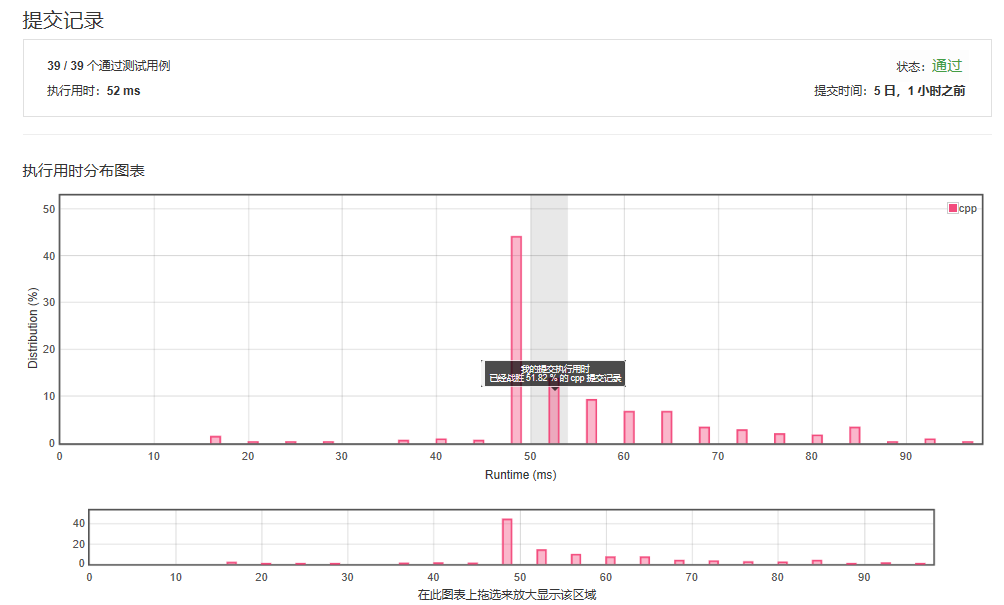 提交记录
39 / 39 个通过测试用例
状态：通过
执行用时：52 ms
提交时间：5 日，1 小时之前
执行用时分布图表
cpp
50
40
30
20
10
0
Distribution (%)
我的提交执行用时
已经战胜 51.82 % 的 cpp 提交记录
0 10 20 30 40 50 60 70 80 90
Runtime (ms)
40
20
0
0 10 20 30 40 50 60 70 80 90
在此图表上拖选来放大显示该区域